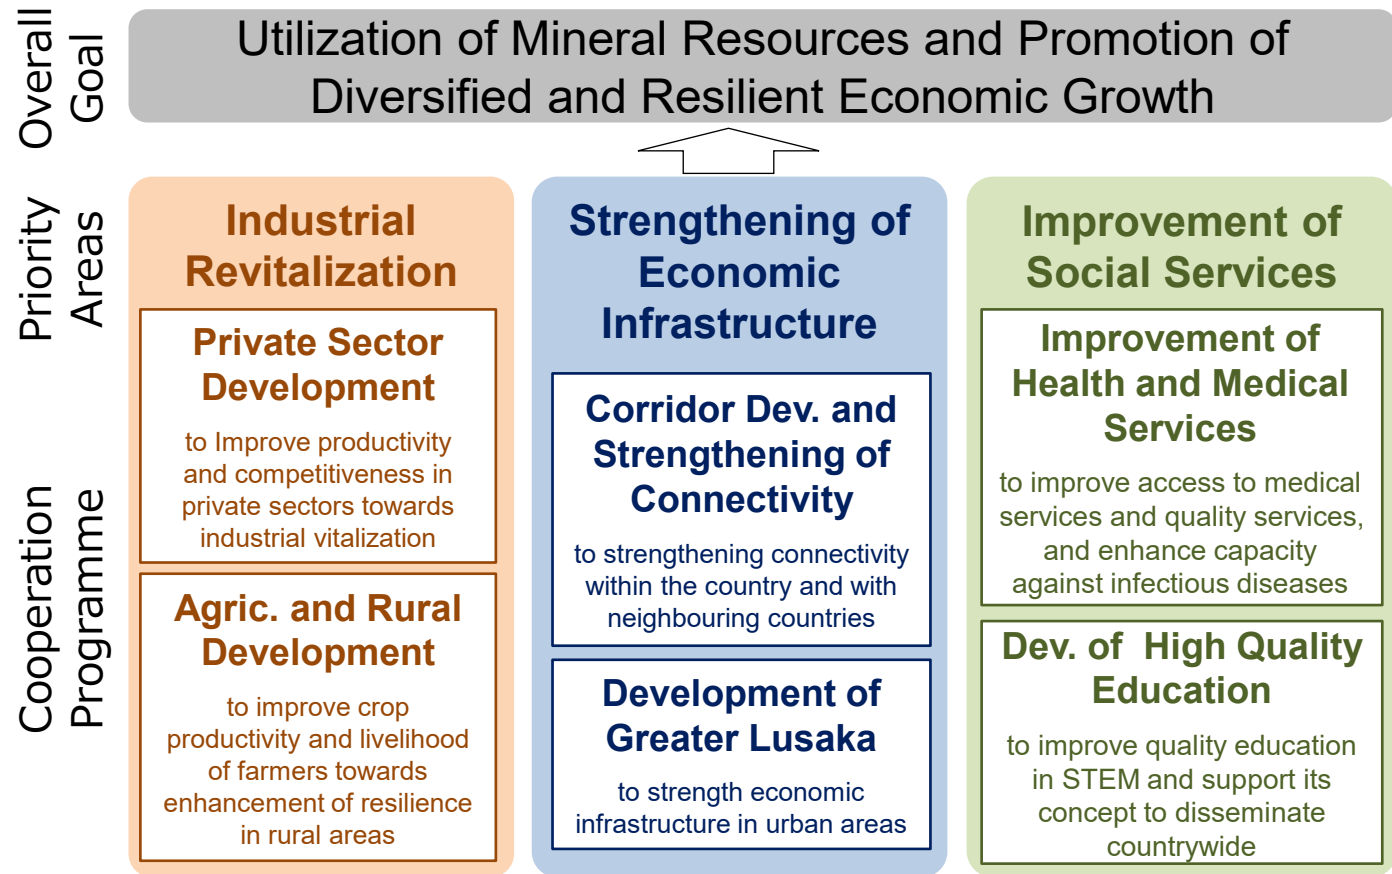 Overall
Goal
Utilization of Mineral Resources and Promotion of
Diversified and Resilient Economic Growth
Priority
Areas
Industrial
Revitalization
Strengthening of
Economic
Infrastructure
Improvement of
Social Services
Cooperation
Programme
Private Sector
Development
to Improve productivity
and competitiveness in
private sectors towards
industrial vitalization
Agric. and Rural
Development
to improve crop
productivity and livelihood
of farmers towards
enhancement of resilience
in rural areas
Corridor Dev. and
Strengthening of
Connectivity
to strengthening connectivity
within the country and with
neighbouring countries
Development of
Greater Lusaka
to strength economic
infrastructure in urban areas
Improvement of
Health and Medical
Services
to improve access to medical
services and quality services,
and enhance capacity
against infectious diseases
Dev. of  High Quality
Education
to improve quality education
in STEM and support its
concept to disseminate
countrywide